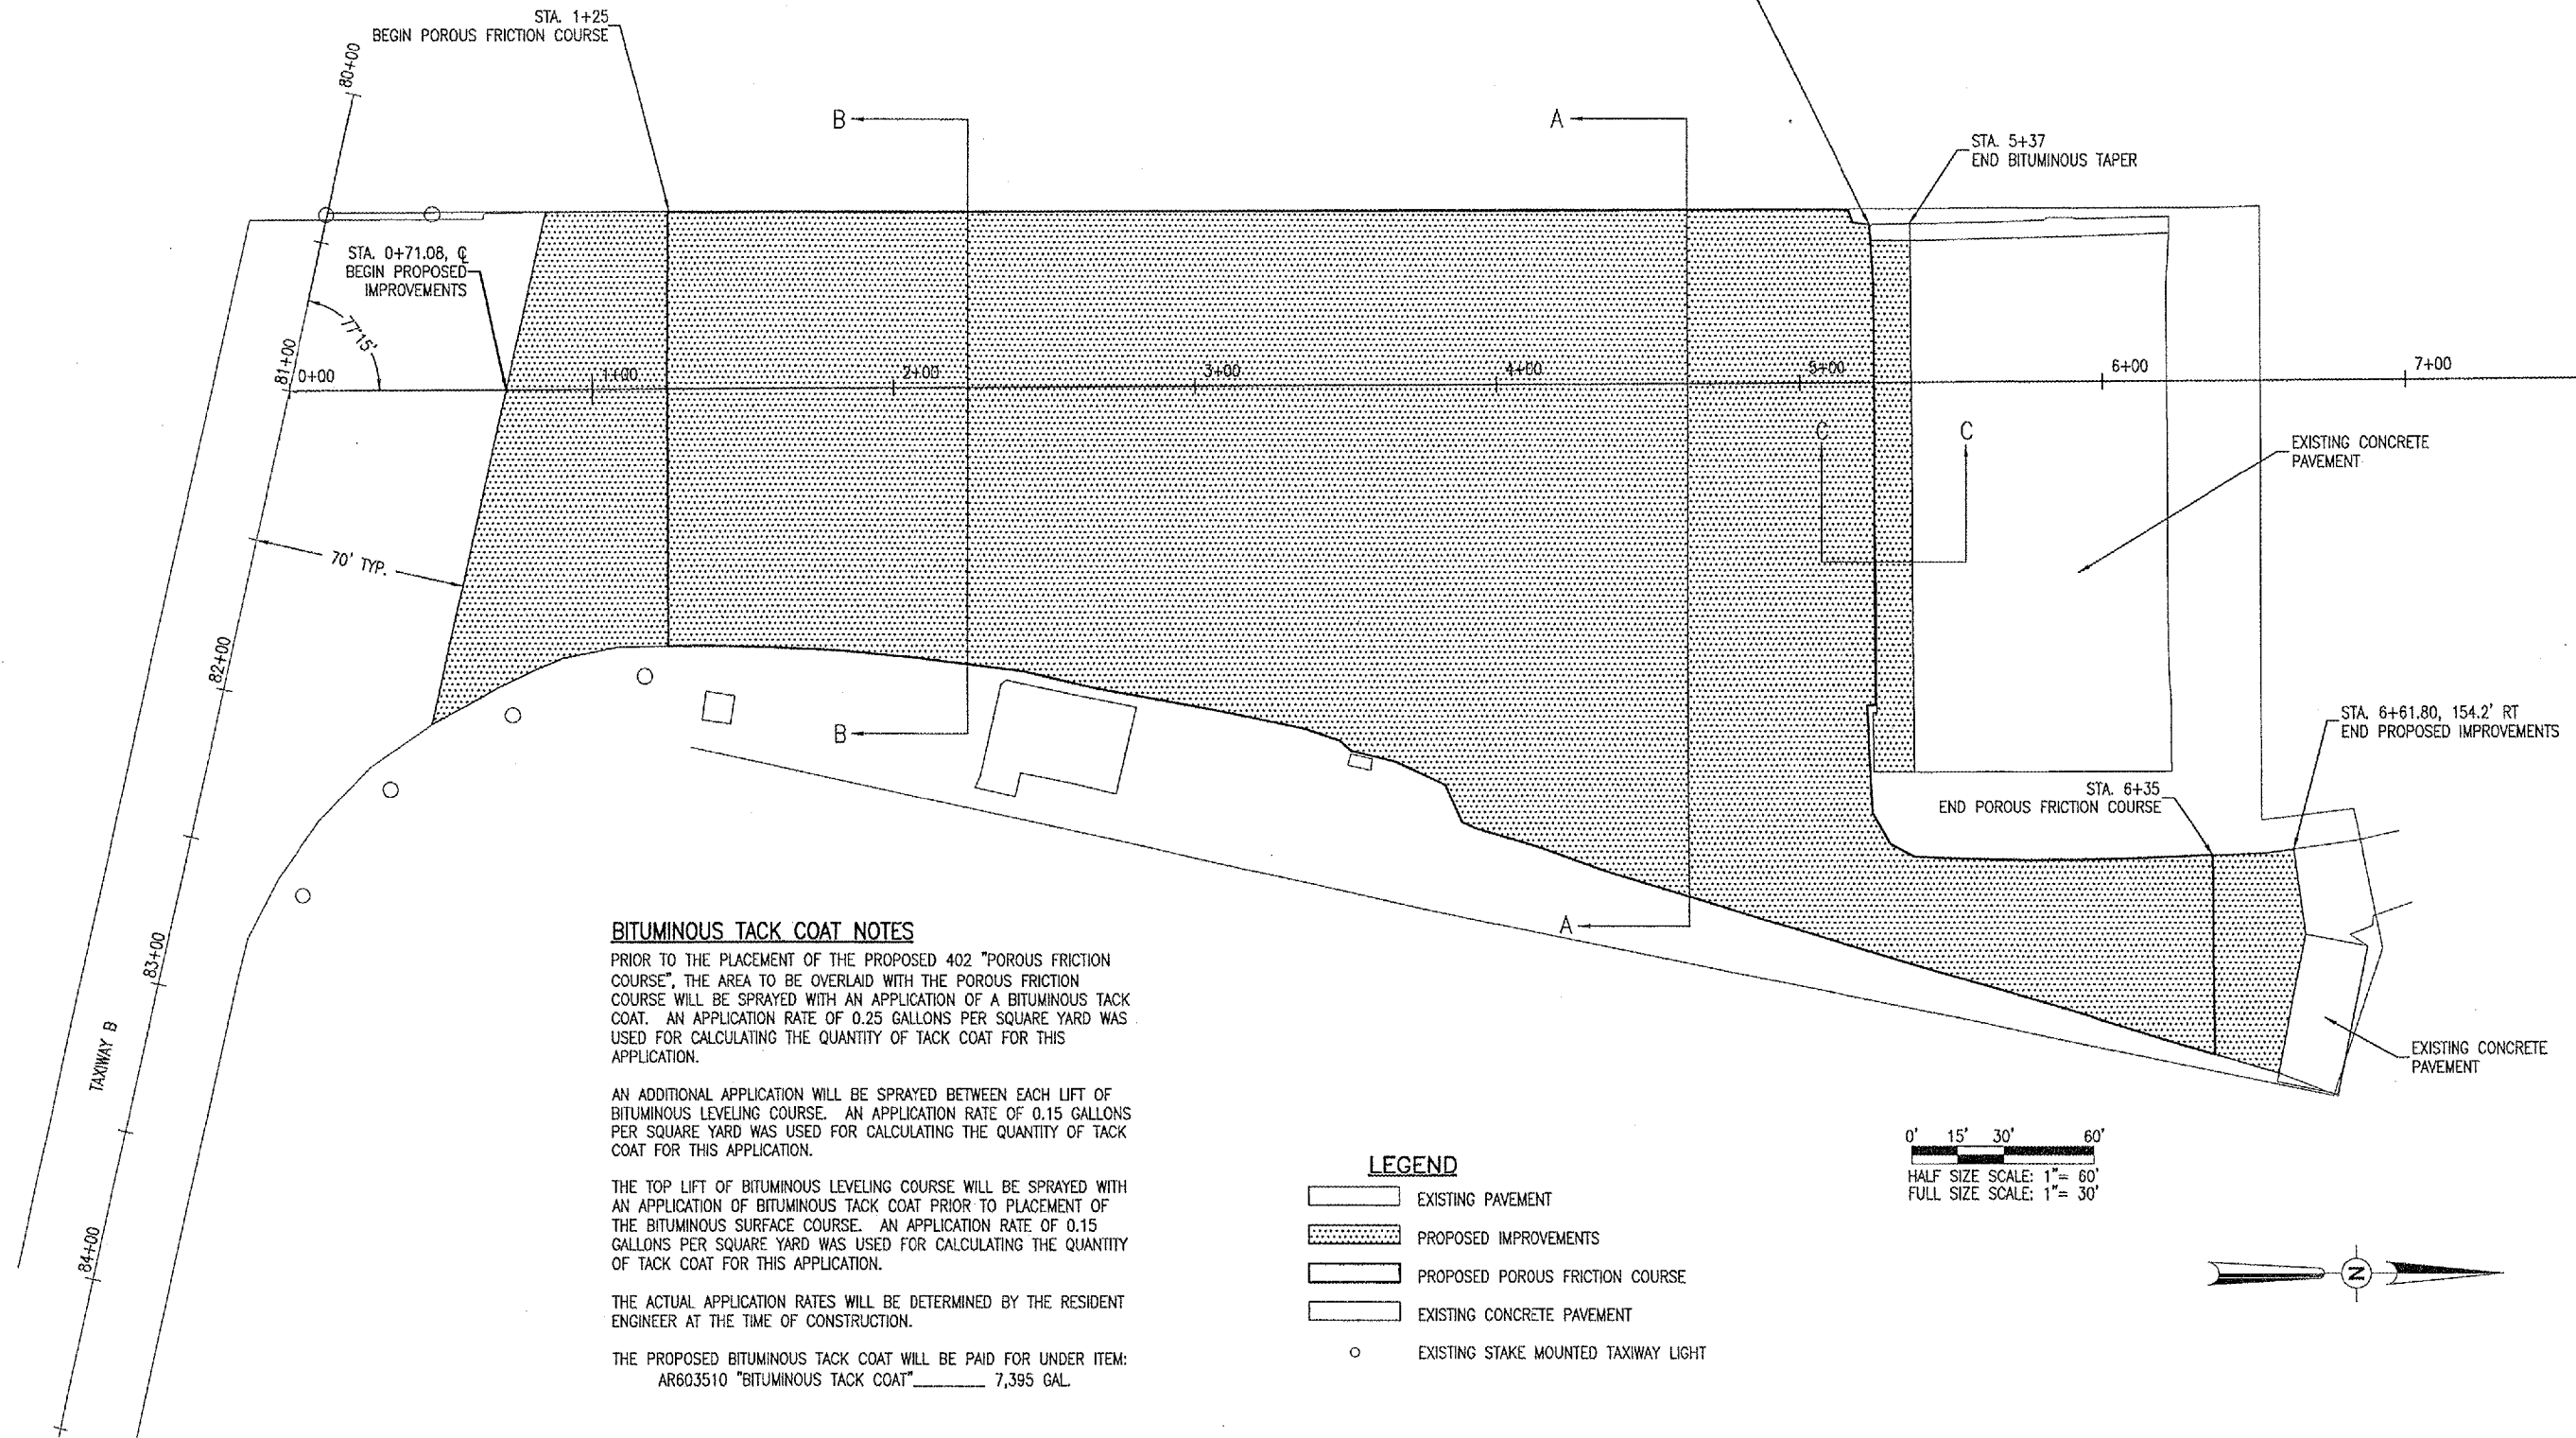 STA. 1+25
BEGIN POROUS FRICTION COURSE
80+00
B
A
STA. 5+37
END BITUMINOUS TAPER
STA. 0+71.08, ℄
BEGIN PROPOSED
IMPROVEMENTS
77°15'
81+00
0+00
1+00
2+00
3+00
4+00
5+00
6+00
7+00
C
C
EXISTING CONCRETE
PAVEMENT
70' TYP.
82+00
B
STA. 6+61.80, 154.2' RT
END PROPOSED IMPROVEMENTS
STA. 6+35
END POROUS FRICTION COURSE
A
83+00
TAXIWAY B
84+00
EXISTING CONCRETE
PAVEMENT
BITUMINOUS TACK COAT NOTES
PRIOR TO THE PLACEMENT OF THE PROPOSED 402 "POROUS FRICTION
COURSE", THE AREA TO BE OVERLAID WITH THE POROUS FRICTION
COURSE WILL BE SPRAYED WITH AN APPLICATION OF A BITUMINOUS TACK
COAT. AN APPLICATION RATE OF 0.25 GALLONS PER SQUARE YARD WAS
USED FOR CALCULATING THE QUANTITY OF TACK COAT FOR THIS
APPLICATION.
AN ADDITIONAL APPLICATION WILL BE SPRAYED BETWEEN EACH LIFT OF
BITUMINOUS LEVELING COURSE. AN APPLICATION RATE OF 0.15 GALLONS
PER SQUARE YARD WAS USED FOR CALCULATING THE QUANTITY OF TACK
COAT FOR THIS APPLICATION.
THE TOP LIFT OF BITUMINOUS LEVELING COURSE WILL BE SPRAYED WITH
AN APPLICATION OF BITUMINOUS TACK COAT PRIOR TO PLACEMENT OF
THE BITUMINOUS SURFACE COURSE. AN APPLICATION RATE OF 0.15
GALLONS PER SQUARE YARD WAS USED FOR CALCULATING THE QUANTITY
OF TACK COAT FOR THIS APPLICATION.
THE ACTUAL APPLICATION RATES WILL BE DETERMINED BY THE RESIDENT
ENGINEER AT THE TIME OF CONSTRUCTION.
THE PROPOSED BITUMINOUS TACK COAT WILL BE PAID FOR UNDER ITEM:
AR603510 "BITUMINOUS TACK COAT"________ 7,395 GAL.
LEGEND
EXISTING PAVEMENT
PROPOSED IMPROVEMENTS
PROPOSED POROUS FRICTION COURSE
EXISTING CONCRETE PAVEMENT
EXISTING STAKE MOUNTED TAXIWAY LIGHT
0' 15' 30' 60'
HALF SIZE SCALE: 1"= 60'
FULL SIZE SCALE: 1"= 30'
N